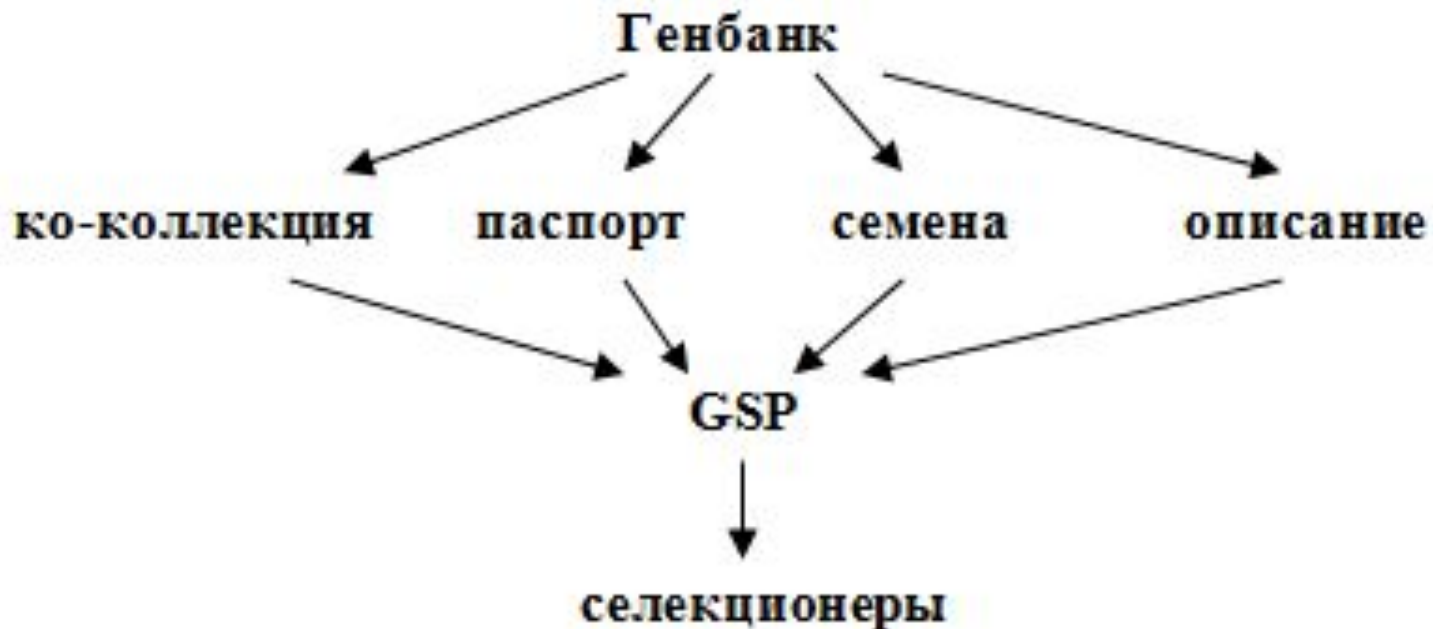 Генбанк
ко-коллекция паспорт семена описание
GSP
селекционеры